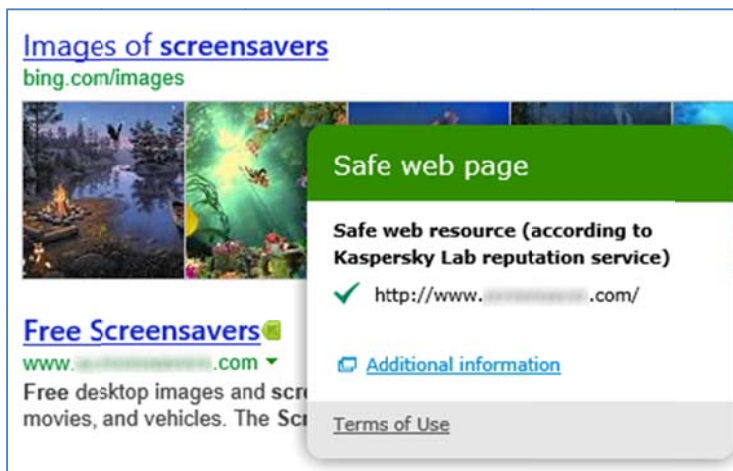 Images of screensavers
bing.com/images
Safe web page
Safe web resource (according to
Kaspersky Lab reputation service)
http://www. .com/
Additional information
Terms of Use
Free Screensavers
www. .com
Free desktop images and
movies, and vehicles. The